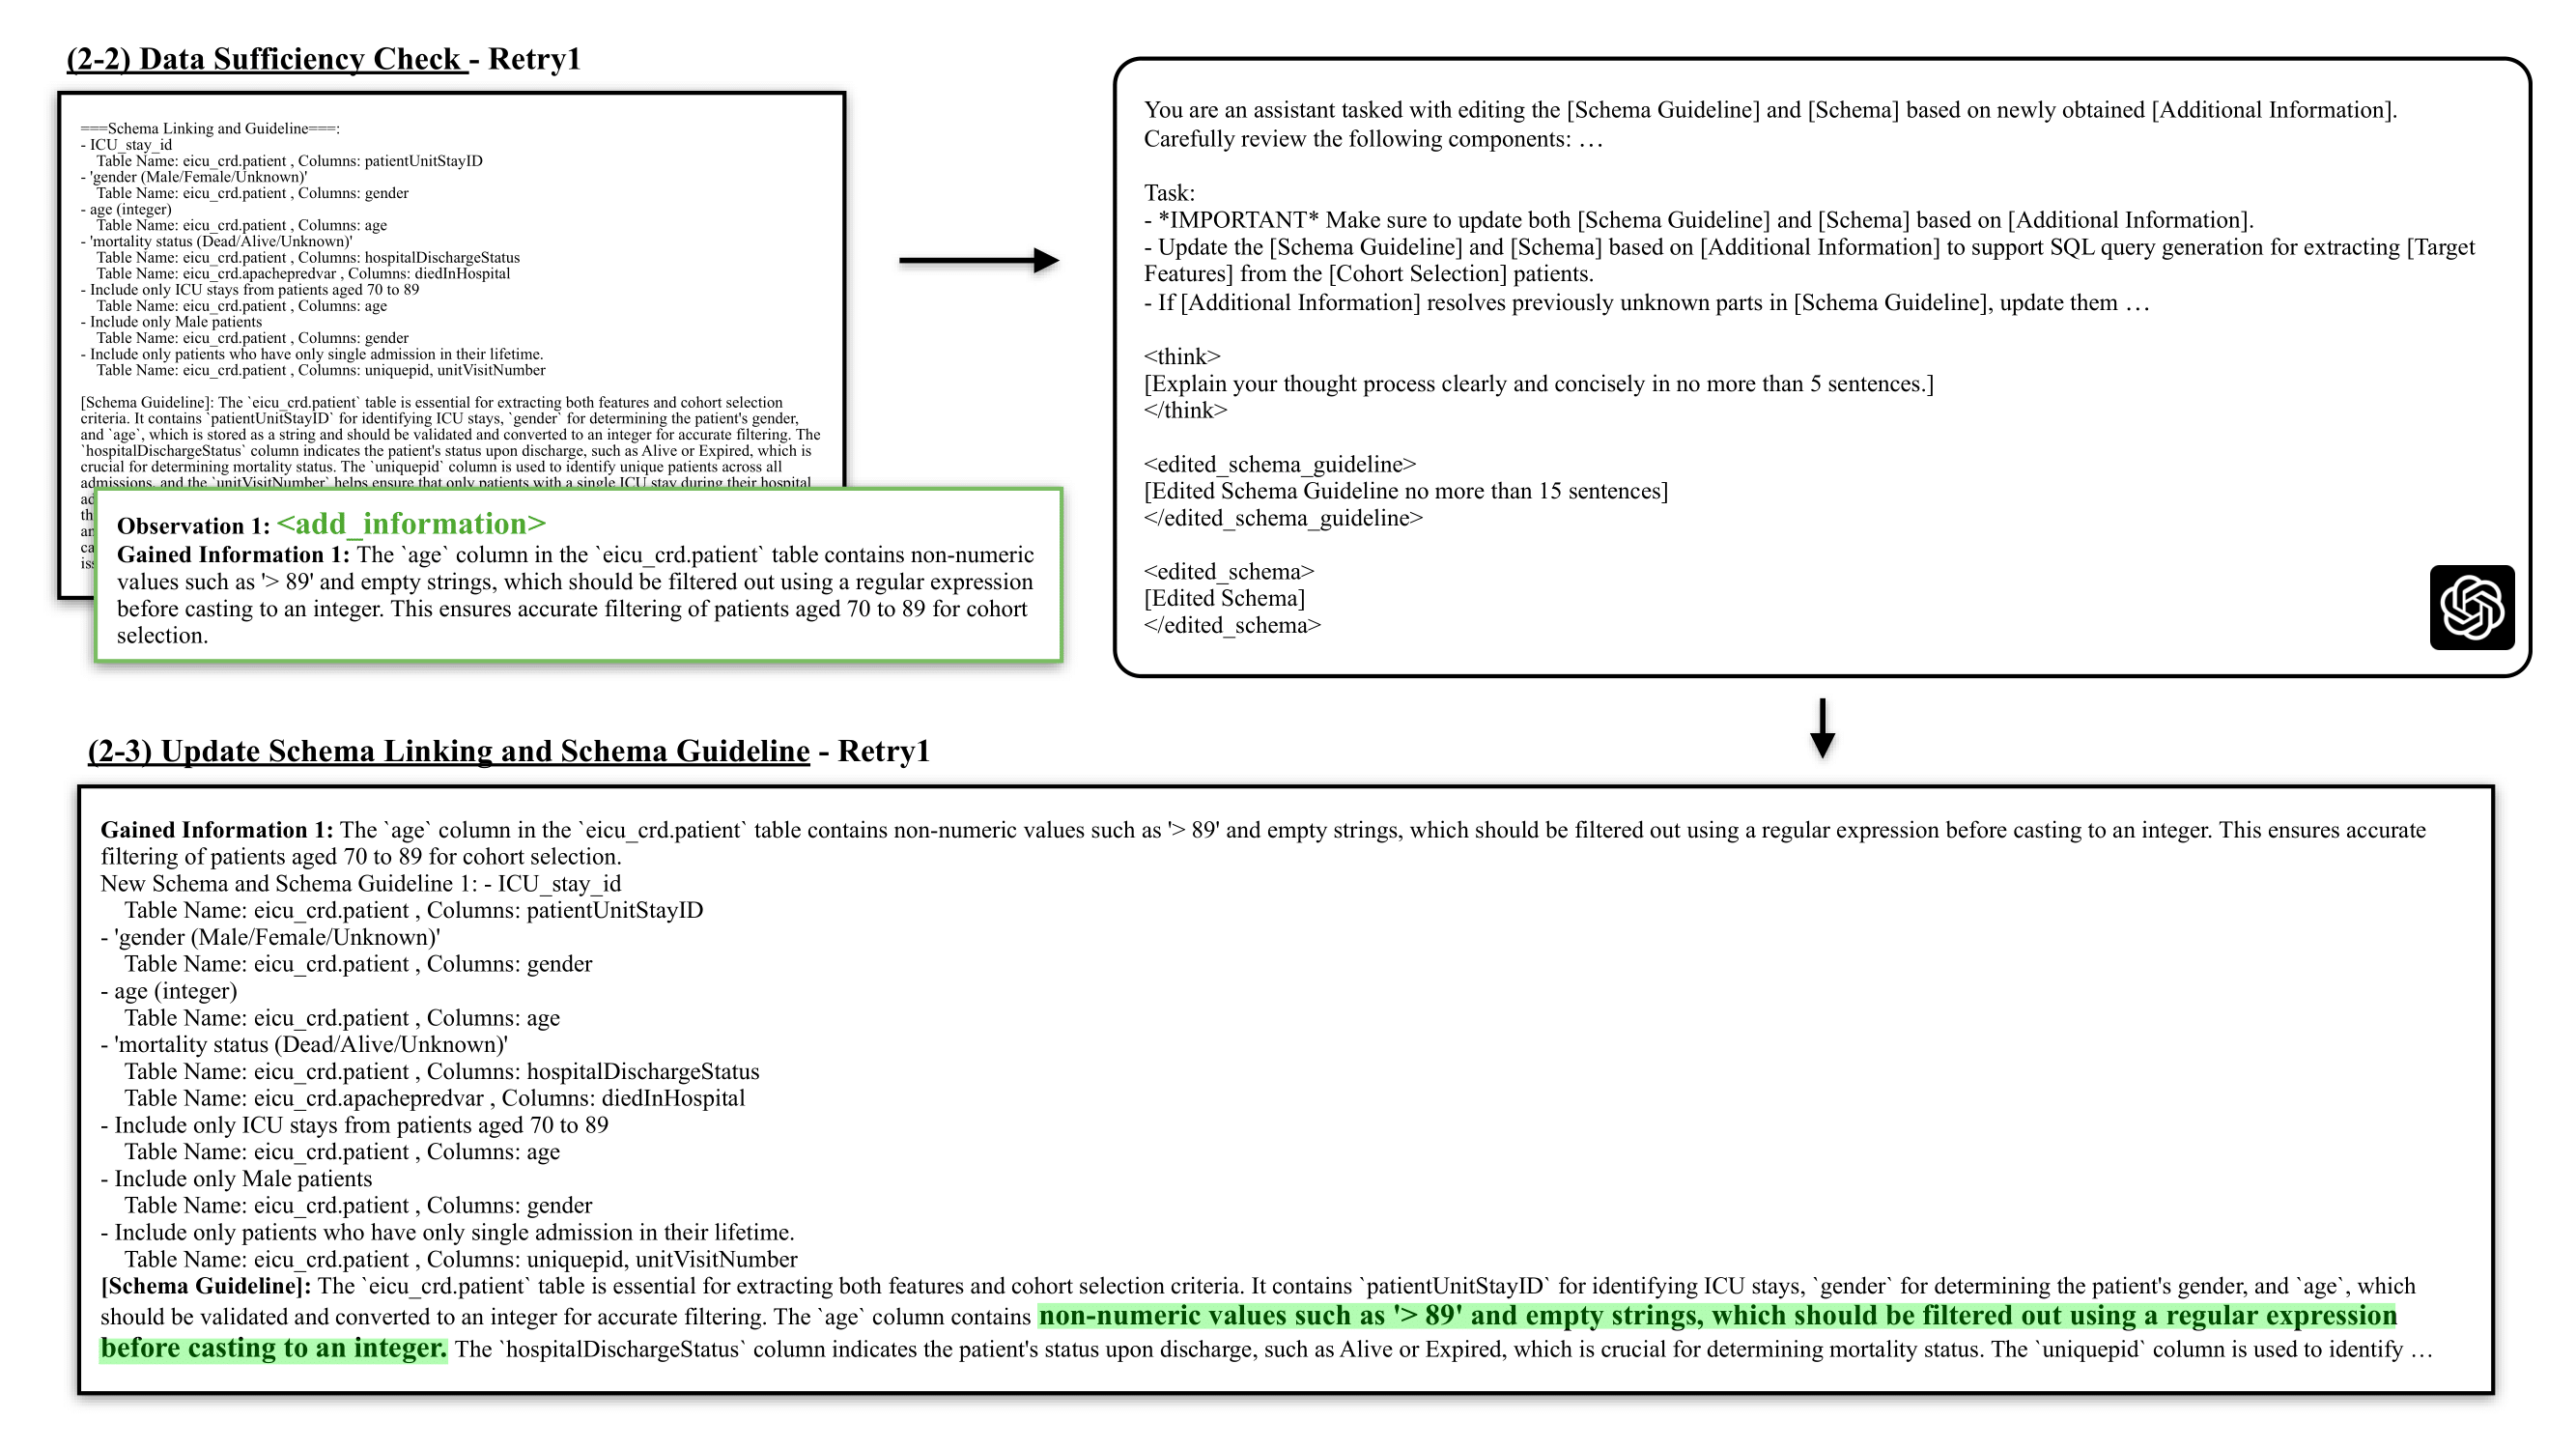 (2-2) Data Sufficiency Check - Retry1
===Schema Linking and Guideline===:
- ICU_stay_id
Table Name: eicu_crd.patient , Columns: patientUnitStayID
- 'gender (Male/Female/Unknown)'
Table Name: eicu_crd.patient , Columns: gender
- age (integer)
Table Name: eicu_crd.patient , Columns: age
- 'mortality status (Dead/Alive/Unknown)'
Table Name: eicu_crd.patient , Columns: hospitalDischargeStatus
Table Name: eicu_crd.apachepredvar , Columns: diedInHospital
- Include only ICU stays from patients aged 70 to 89
Table Name: eicu_crd.patient , Columns: age
- Include only Male patients
Table Name: eicu_crd.patient , Columns: gender
- Include only patients who have only single admission in their lifetime.
Table Name: eicu_crd.patient , Columns: uniquepid, unitVisitNumber
[Schema Guideline]: The `eicu_crd.patient` table is essential for extracting both features and cohort selection
criteria. It contains `patientUnitStayID` for identifying ICU stays, `gender` for determining the patient's gender,
and `age`, which is stored as a string and should be validated and converted to an integer for accurate filtering. The
`hospitalDischargeStatus` column indicates the patient's status upon discharge, such as Alive or Expired, which is
crucial for determining mortality status. The `uniquepid` column is used to identify unique patients across all
admissions, and the `unitVisitNumber` helps ensure that only patients with a single ICU stay during their hospital
Observation 1: <add_information>
Gained Information 1: The `age` column in the `eicu_crd.patient` table contains non-numeric
values such as '> 89' and empty strings, which should be filtered out using a regular expression
before casting to an integer. This ensures accurate filtering of patients aged 70 to 89 for cohort
selection.
You are an assistant tasked with editing the [Schema Guideline] and [Schema] based on newly obtained [Additional Information].
Carefully review the following components: …
Task:
- *IMPORTANT* Make sure to update both [Schema Guideline] and [Schema] based on [Additional Information].
- Update the [Schema Guideline] and [Schema] based on [Additional Information] to support SQL query generation for extracting [Target
Features] from the [Cohort Selection] patients.
- If [Additional Information] resolves previously unknown parts in [Schema Guideline], update them …
<think>
[Explain your thought process clearly and concisely in no more than 5 sentences.]
</think>
<edited_schema_guideline>
[Edited Schema Guideline no more than 15 sentences]
</edited_schema_guideline>
<edited_schema>
[Edited Schema]
</edited_schema>
(2-3) Update Schema Linking and Schema Guideline - Retry1
Gained Information 1: The `age` column in the `eicu_crd.patient` table contains non-numeric values such as '> 89' and empty strings, which should be filtered out using a regular expression before casting to an integer. This ensures accurate
filtering of patients aged 70 to 89 for cohort selection.
New Schema and Schema Guideline 1: - ICU_stay_id
Table Name: eicu_crd.patient , Columns: patientUnitStayID
- 'gender (Male/Female/Unknown)'
Table Name: eicu_crd.patient , Columns: gender
- age (integer)
Table Name: eicu_crd.patient , Columns: age
- 'mortality status (Dead/Alive/Unknown)'
Table Name: eicu_crd.patient , Columns: hospitalDischargeStatus
Table Name: eicu_crd.apachepredvar , Columns: diedInHospital
- Include only ICU stays from patients aged 70 to 89
Table Name: eicu_crd.patient , Columns: age
- Include only Male patients
Table Name: eicu_crd.patient , Columns: gender
- Include only patients who have only single admission in their lifetime.
Table Name: eicu_crd.patient , Columns: uniquepid, unitVisitNumber
[Schema Guideline]: The `eicu_crd.patient` table is essential for extracting both features and cohort selection criteria. It contains `patientUnitStayID` for identifying ICU stays, `gender` for determining the patient's gender, and `age`, which
should be validated and converted to an integer for accurate filtering. The `age` column contains non-numeric values such as '> 89' and empty strings, which should be filtered out using a regular expression
before casting to an integer. The `hospitalDischargeStatus` column indicates the patient's status upon discharge, such as Alive or Expired, which is crucial for determining mortality status. The `uniquepid` column is used to identify …